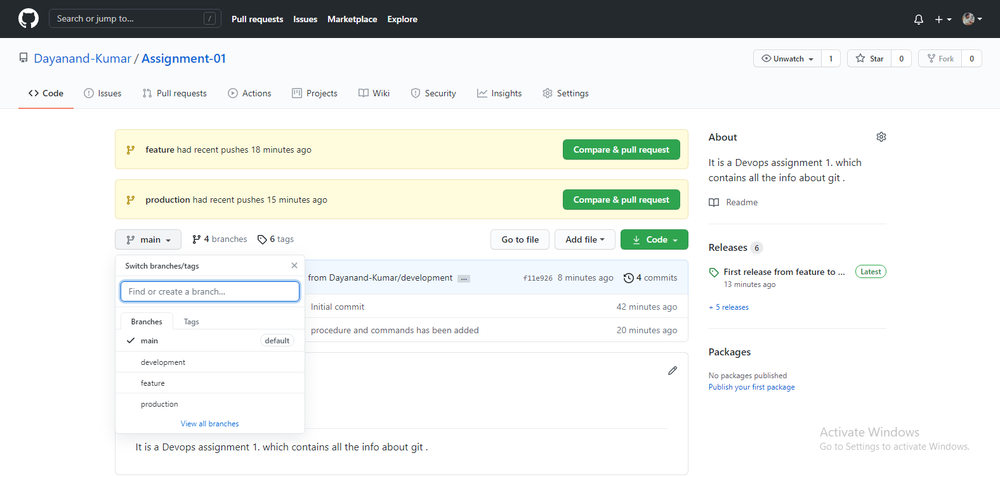 Search or jump to... /
Pull requests Issues Marketplace Explore
Dayanand-Kumar / Assignment-01
Unwatch 1 Star 0 Fork 0
Code Issues Pull requests Actions Projects Wiki Security Insights Settings
feature had recent pushes 18 minutes ago
Compare & pull request
production had recent pushes 15 minutes ago
Compare & pull request
main 4 branches 6 tags
Go to file Add file Code
Switch branches/tags
Find or create a branch...
Branches Tags
main default
development
feature
production
View all branches
from Dayanand-Kumar/development ... f11e926 8 minutes ago 4 commits
Initial commit 42 minutes ago
procedure and commands has been added 20 minutes ago
It is a Devops assignment 1. which contains all the info about git .
About
It is a Devops assignment 1. which
contains all the info about git .
Readme
Releases 6
First release from feature to ... Latest
13 minutes ago
+ 5 releases
Packages
No packages published
Publish your first package
Activate Windows
Go to Settings to activate Windows.